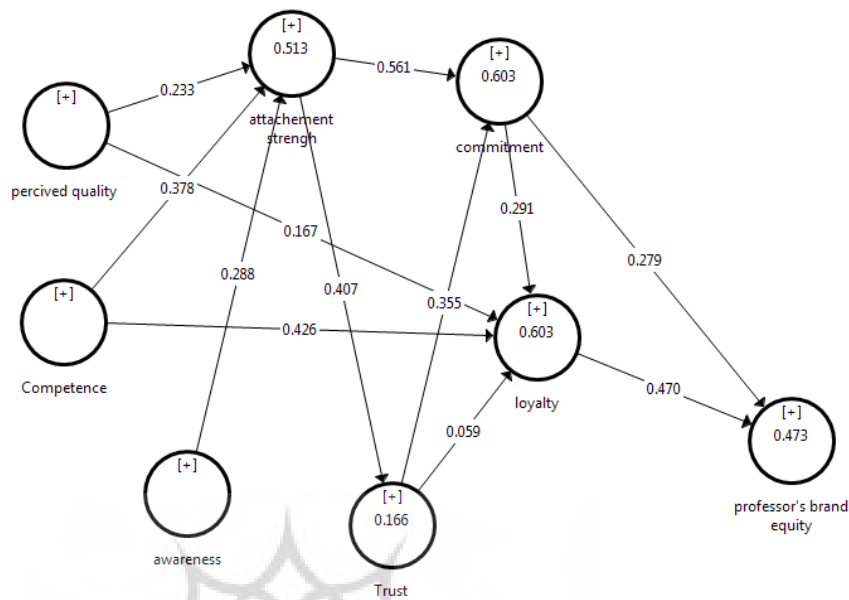 [+]
0.513
attachement
strengh
[+]
0.603
commitment
0.561
0.233
[+]
percived quality
0.378
0.167
0.291
0.279
0.288
0.407
0.355
[+]
Competence
0.426
[+]
0.603
loyalty
0.470
0.059
[+]
0.473
professor's brand
equity
[+]
awareness
[+]
0.166
Trust